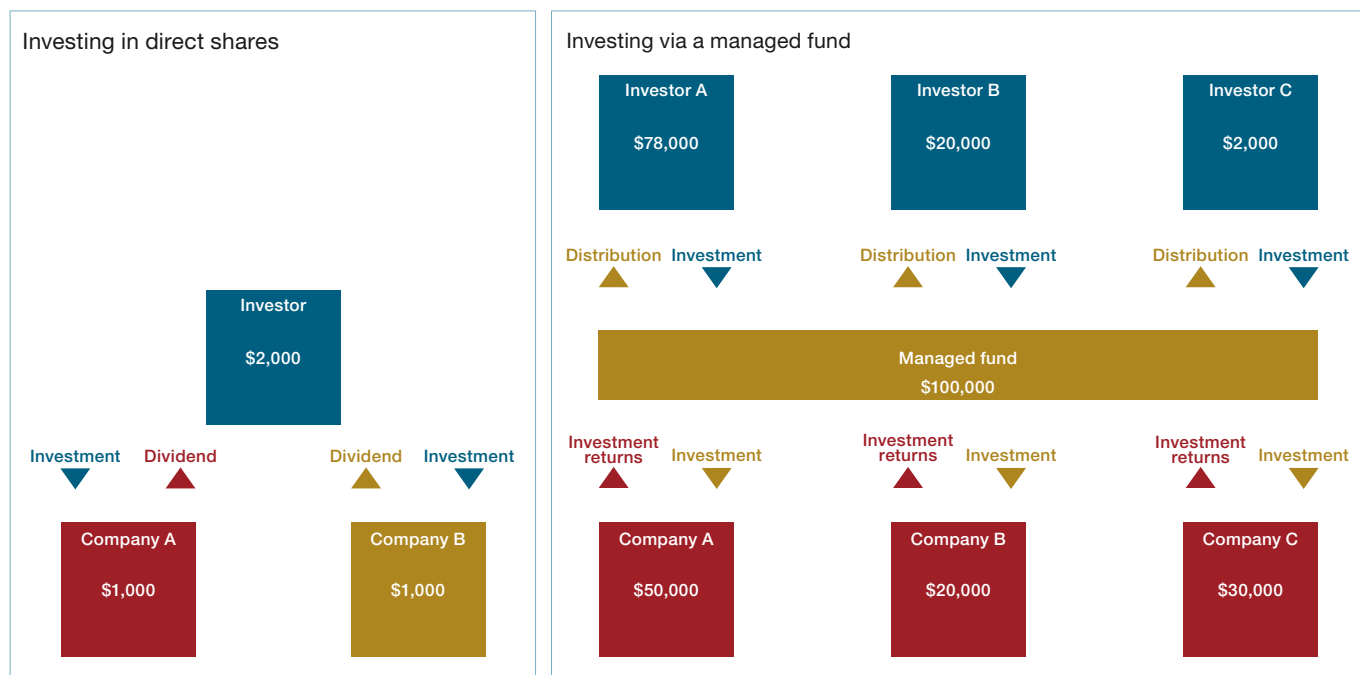 Investing in direct shares
Investor
$2,000
Investment
Dividend
Dividend
Investment
Company A
$1,000
Company B
$1,000
Investing via a managed fund
Investor A
$78,000
Investor B
$20,000
Investor C
$2,000
Distribution
Investment
Distribution
Investment
Distribution
Investment
Managed fund
$100,000
Investment
returns
Investment
Investment
returns
Investment
Investment
returns
Investment
Company A
$50,000
Company B
$20,000
Company C
$30,000